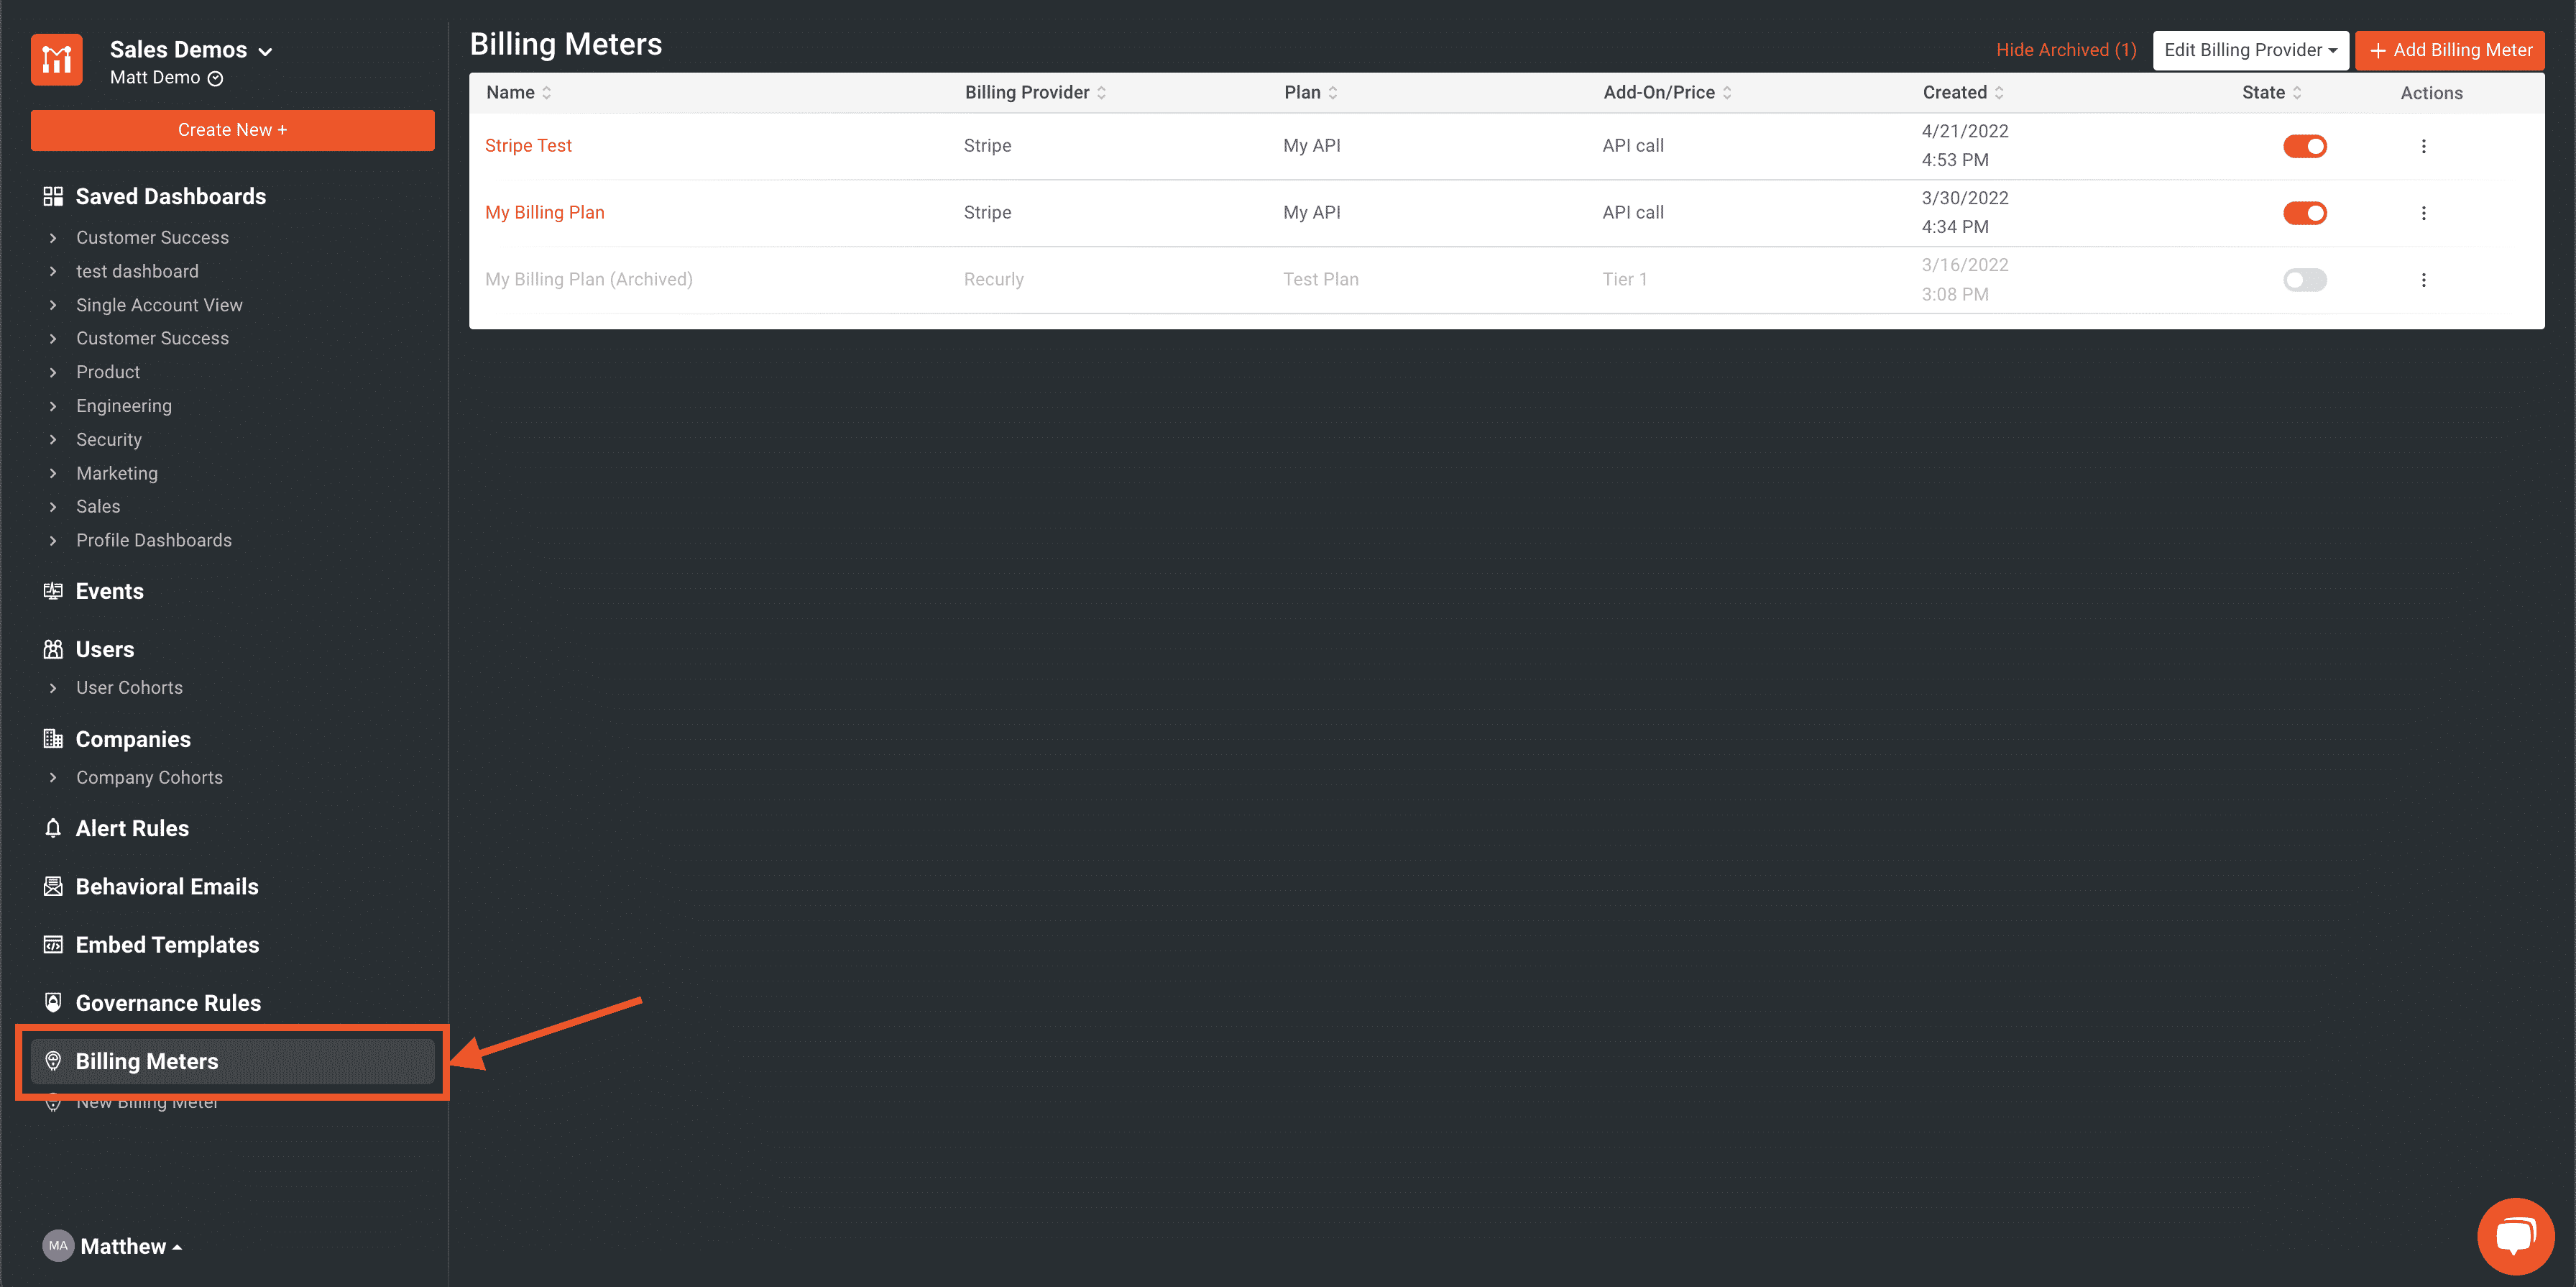 Sales Demos
Matt Demo
Create New +
Saved Dashboards
Customer Success
test dashboard
Single Account View
Customer Success
Product
Engineering
Security
Marketing
Sales
Profile Dashboards
Events
Users
User Cohorts
Companies
Company Cohorts
Alert Rules
Behavioral Emails
Embed Templates
Governance Rules
Billing Meters
New Billing Meter
MA Matthew
Billing Meters
Hide Archived (1) Edit Billing Provider + Add Billing Meter
Name Billing Provider Plan Add-On/Price Created State Actions
Stripe Test Stripe My API API call 4/21/2022
4:53 PM
My Billing Plan Stripe My API API call 3/30/2022
4:34 PM
My Billing Plan (Archived) Recurly Test Plan Tier 1 3/16/2022
3:08 PM